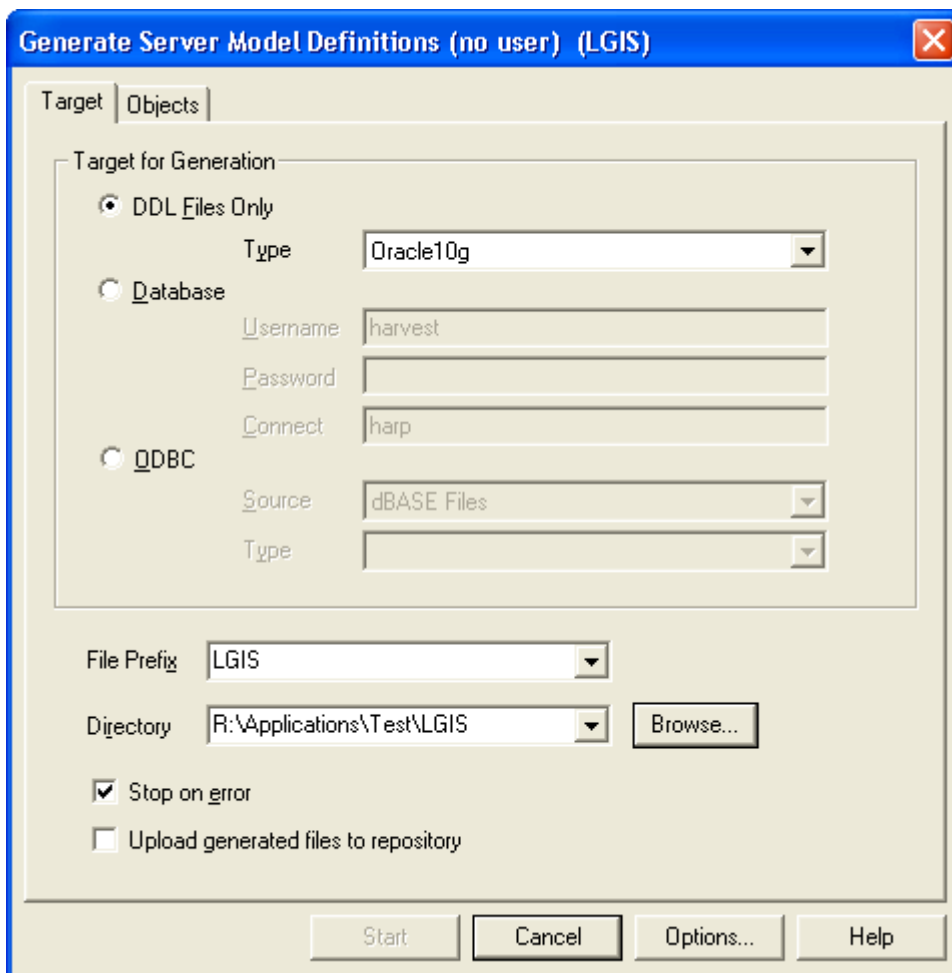 Generate Server Model Definitions (no user) (LGIS)
Target
Objects
Target for Generation
DDL Files Only
Type
Oracle10g
Database
Username
harvest
Password
Connect
harp
ODBC
Source
dBASE Files
Type
File Prefix
LGIS
Directory
R:\Applications\Test\LGIS
Browse...
Stop on error
Upload generated files to repository
Start
Cancel
Options...
Help